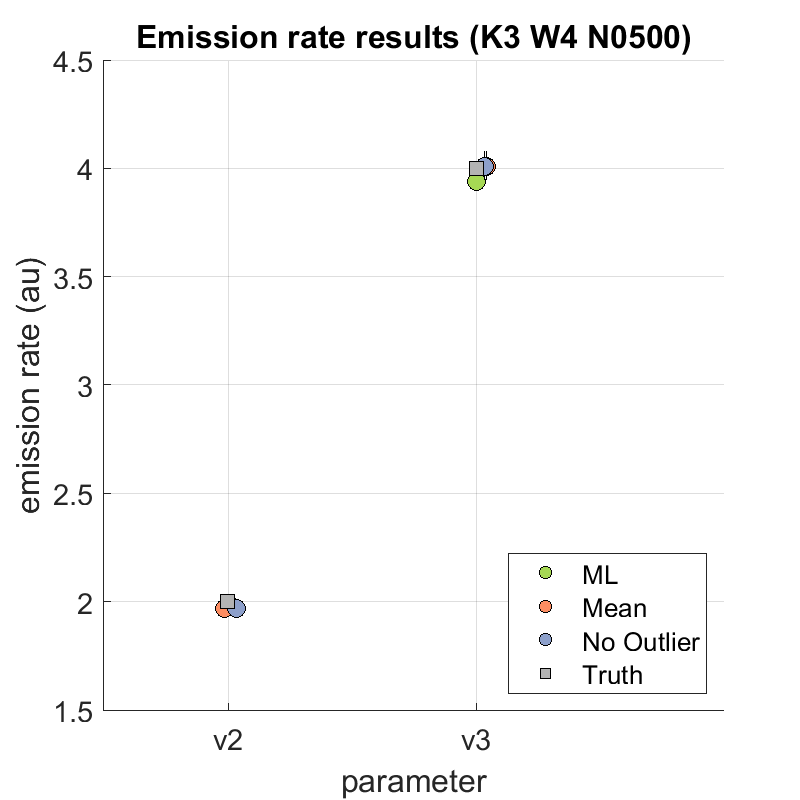 Emission rate results (K3 W4 N0500)
4.5
4
3.5
3
2.5
2
1.5
emission rate (au)
v2
v3
parameter
ML
Mean
No Outlier
Truth